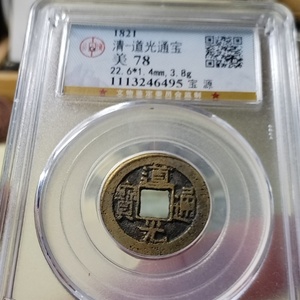 1821
清-道光通宝
美 78
22.6*1.4mm,3.8g
1113246495 宝 源
道
寶 通
光